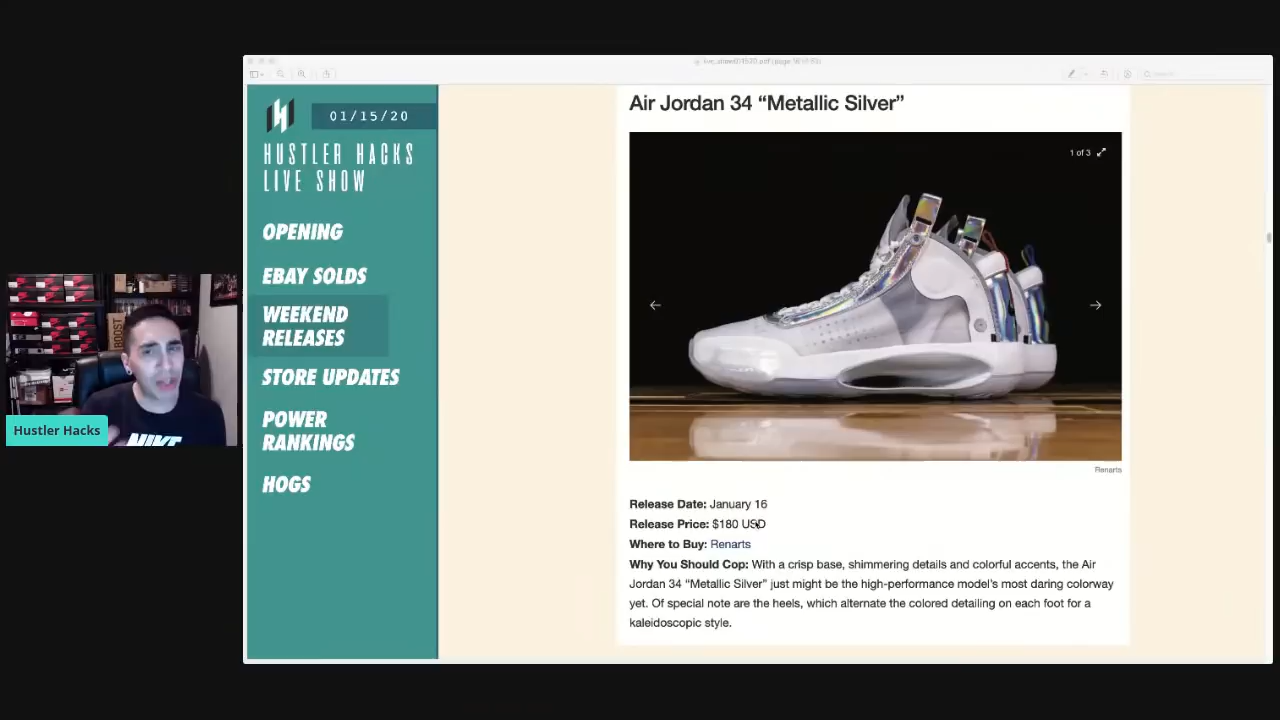 01/15/20
HUSTLER HACKS
LIVE SHOW
OPENING
EBAY SOLDS
WEEKEND
RELEASES
STORE UPDATES
POWER
RANKINGS
HOGS
Hustler Hacks
NIKE
Air Jordan 34 “Metallic Silver”
1 of 3
Renarts
Release Date: January 16
Release Price: $180 USD
Where to Buy: Renarts
Why You Should Cop: With a crisp base, shimmering details and colorful accents, the Air
Jordan 34 “Metallic Silver” just might be the high-performance model’s most daring colorway
yet. Of special note are the heels, which alternate the colored detailing on each foot for a
kaleidoscopic style.